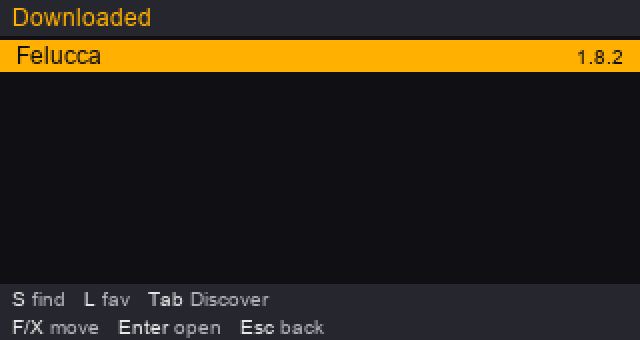 Downloaded
Felucca 1.8.2
S find L fav Tab Discover
F/X move Enter open Esc back